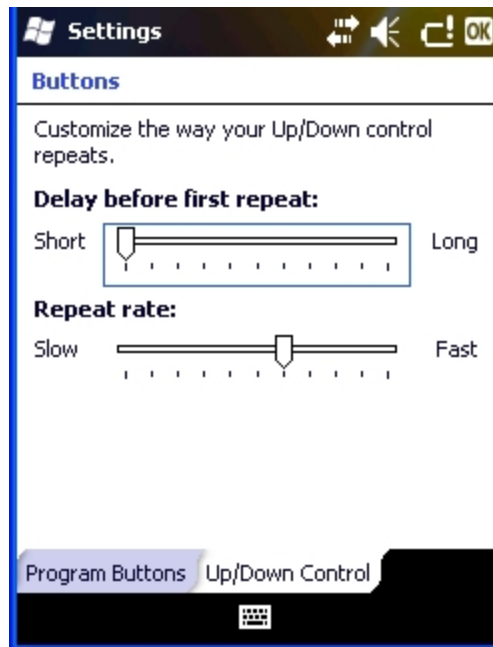 Settings
OK
Buttons
Customize the way your Up/Down control
repeats.
Delay before first repeat:
Short Long
Repeat rate:
Slow Fast
Program Buttons Up/Down Control